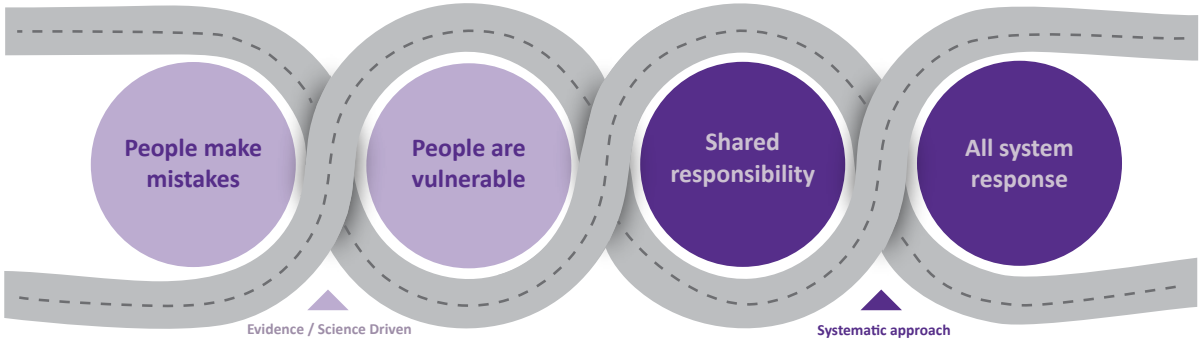 People make
mistakes
People are
vulnerable
Shared
responsibility
All system
response
Evidence / Science Driven
Systematic approach